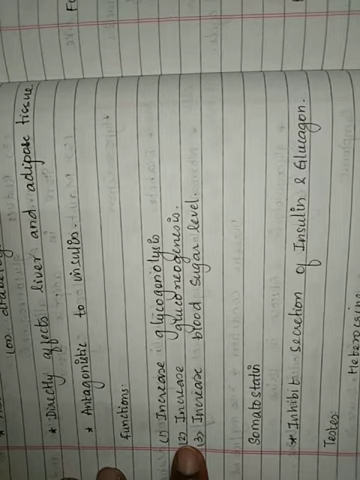 * Directly affects liver and adipose tissue
* Antagonistic to insulin.
Functions:
(1) Increase glycogenolysis
(2) Increase gluconeogenesis.
(3) Increase blood sugar level.
Somatostatin
* Inhibit secretion of Insulin & Glucagon.
Testes: